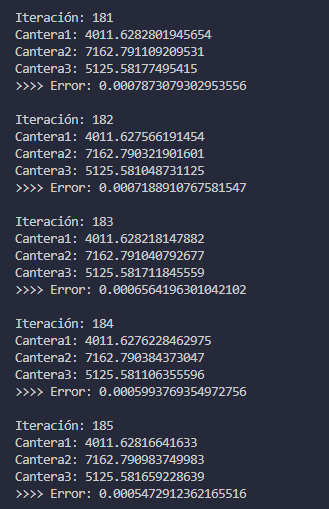 Iteración: 181
Cantera1: 4011.6282801945654
Cantera2: 7162.791109209531
Cantera3: 5125.58177495415
>>>> Error: 0.0007873079302953556
Iteración: 182
Cantera1: 4011.627566191454
Cantera2: 7162.790321901601
Cantera3: 5125.581048731125
>>>> Error: 0.0007188910767581547
Iteración: 183
Cantera1: 4011.628218147882
Cantera2: 7162.791040792677
Cantera3: 5125.581711845559
>>>> Error: 0.0006564196301042102
Iteración: 184
Cantera1: 4011.6276228462975
Cantera2: 7162.790384373047
Cantera3: 5125.581106355596
>>>> Error: 0.0005993769354972756
Iteración: 185
Cantera1: 4011.62816641633
Cantera2: 7162.790983749983
Cantera3: 5125.581659228639
>>>> Error: 0.0005472912362165516